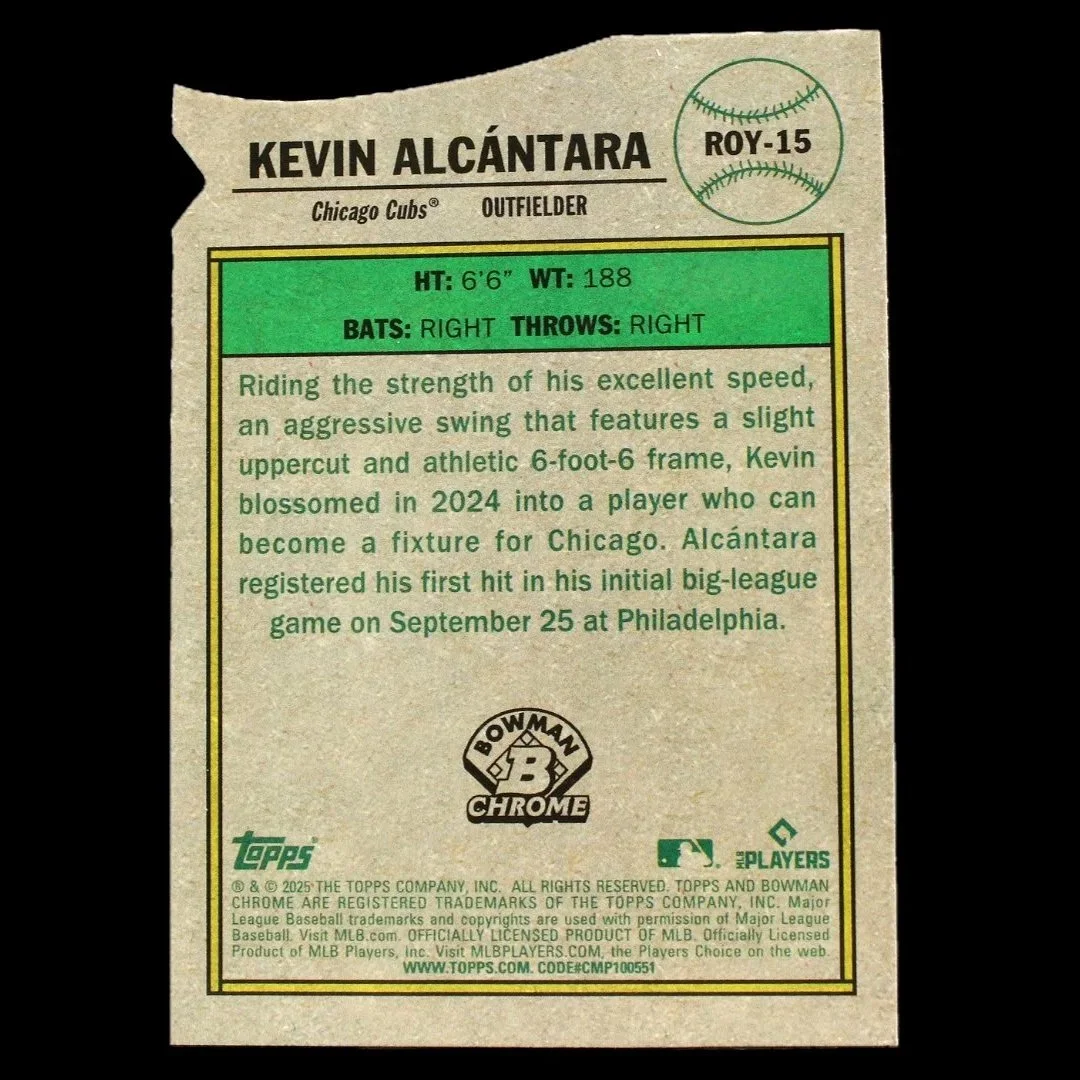 KEVIN ALCÁNTARA
ROY-15
Chicago Cubs® OUTFIELDER
HT: 6'6" WT: 188
BATS: RIGHT THROWS: RIGHT
Riding the strength of his excellent speed,
an aggressive swing that features a slight
uppercut and athletic 6-foot-6 frame, Kevin
blossomed in 2024 into a player who can
become a fixture for Chicago. Alcántara
registered his first hit in his initial big-league
game on September 25 at Philadelphia.
BOWMAN
B
CHROME
Topps®
MLB PLAYERS
® & © 2025 THE TOPPS COMPANY, INC. ALL RIGHTS RESERVED. TOPPS AND BOWMAN
CHROME ARE REGISTERED TRADEMARKS OF THE TOPPS COMPANY, INC. Major
League Baseball trademarks and copyrights are used with permission of Major League
Baseball. Visit MLB.com. OFFICIALLY LICENSED PRODUCT OF MLB. Officially Licensed
Product of MLB Players, Inc. Visit MLBPLAYERS.COM, the Players Choice on the web.
WWW.TOPPS.COM. CODE#CMP100551